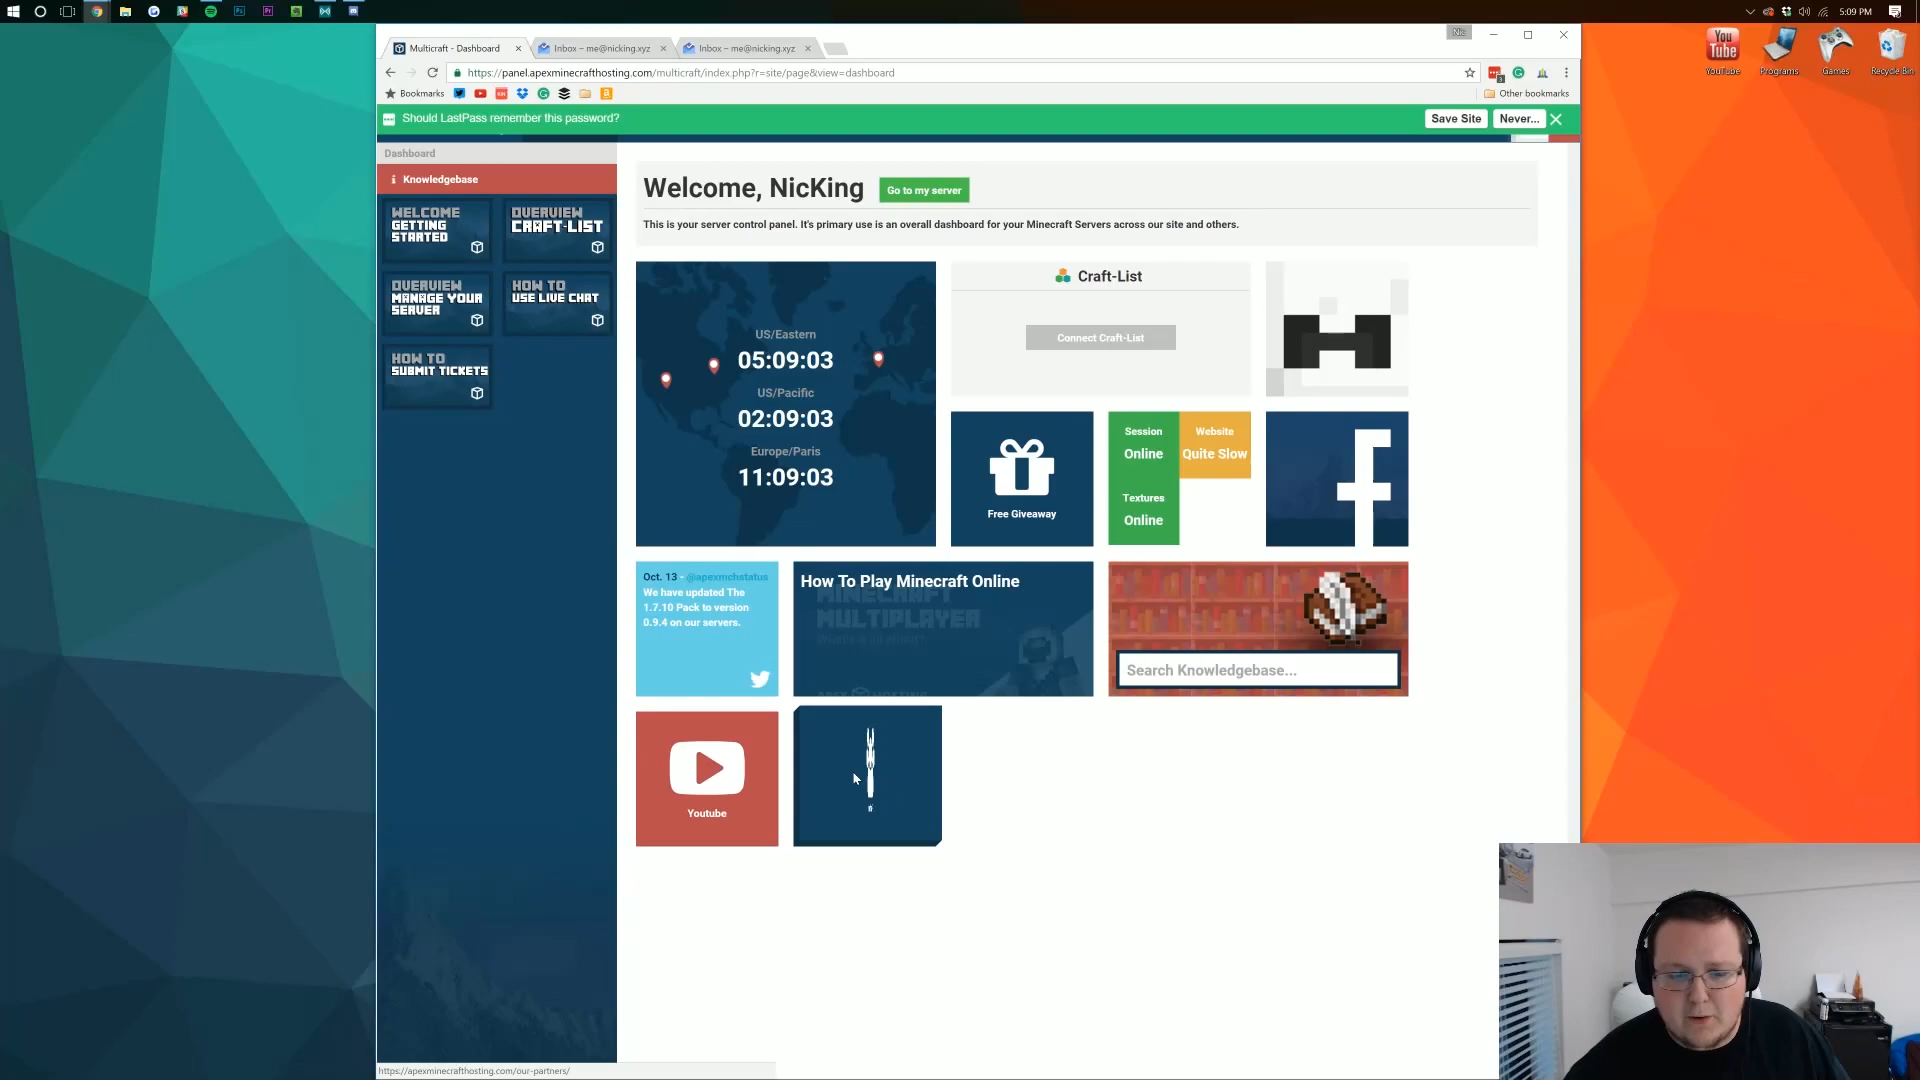 5:09 PM
Multicraft - Dashboard
Inbox – me@nicking.xyz
Inbox – me@nicking.xyz
Nic
https://panel.apexminecrafthosting.com/multicraft/index.php?r=site/page&view=dashboard
Bookmarks
Other bookmarks
YouTube
Programs
Games
Recycle Bin
Should LastPass remember this password?
Save Site
Never...
Dashboard
Knowledgebase
WELCOME
GETTING
STARTED
OVERVIEW
CRAFT-LIST
OVERVIEW
MANAGE YOUR
SERVER
HOW TO
USE LIVE CHAT
HOW TO
SUBMIT TICKETS
Welcome, NicKing
Go to my server
This is your server control panel. It's primary use is an overall dashboard for your Minecraft Servers across our site and others.
US/Eastern
05:09:03
US/Pacific
02:09:03
Europe/Paris
11:09:03
Craft-List
Connect Craft-List
Free Giveaway
Session
Online
Website
Quite Slow
Textures
Online
Oct. 13 - @apexmchstatus
We have updated The
1.7.10 Pack to version
0.9.4 on our servers.
How To Play Minecraft Online
MINECRAFT
MULTIPLAYER
Search Knowledgebase...
Youtube
https://apexminecrafthosting.com/our-partners/